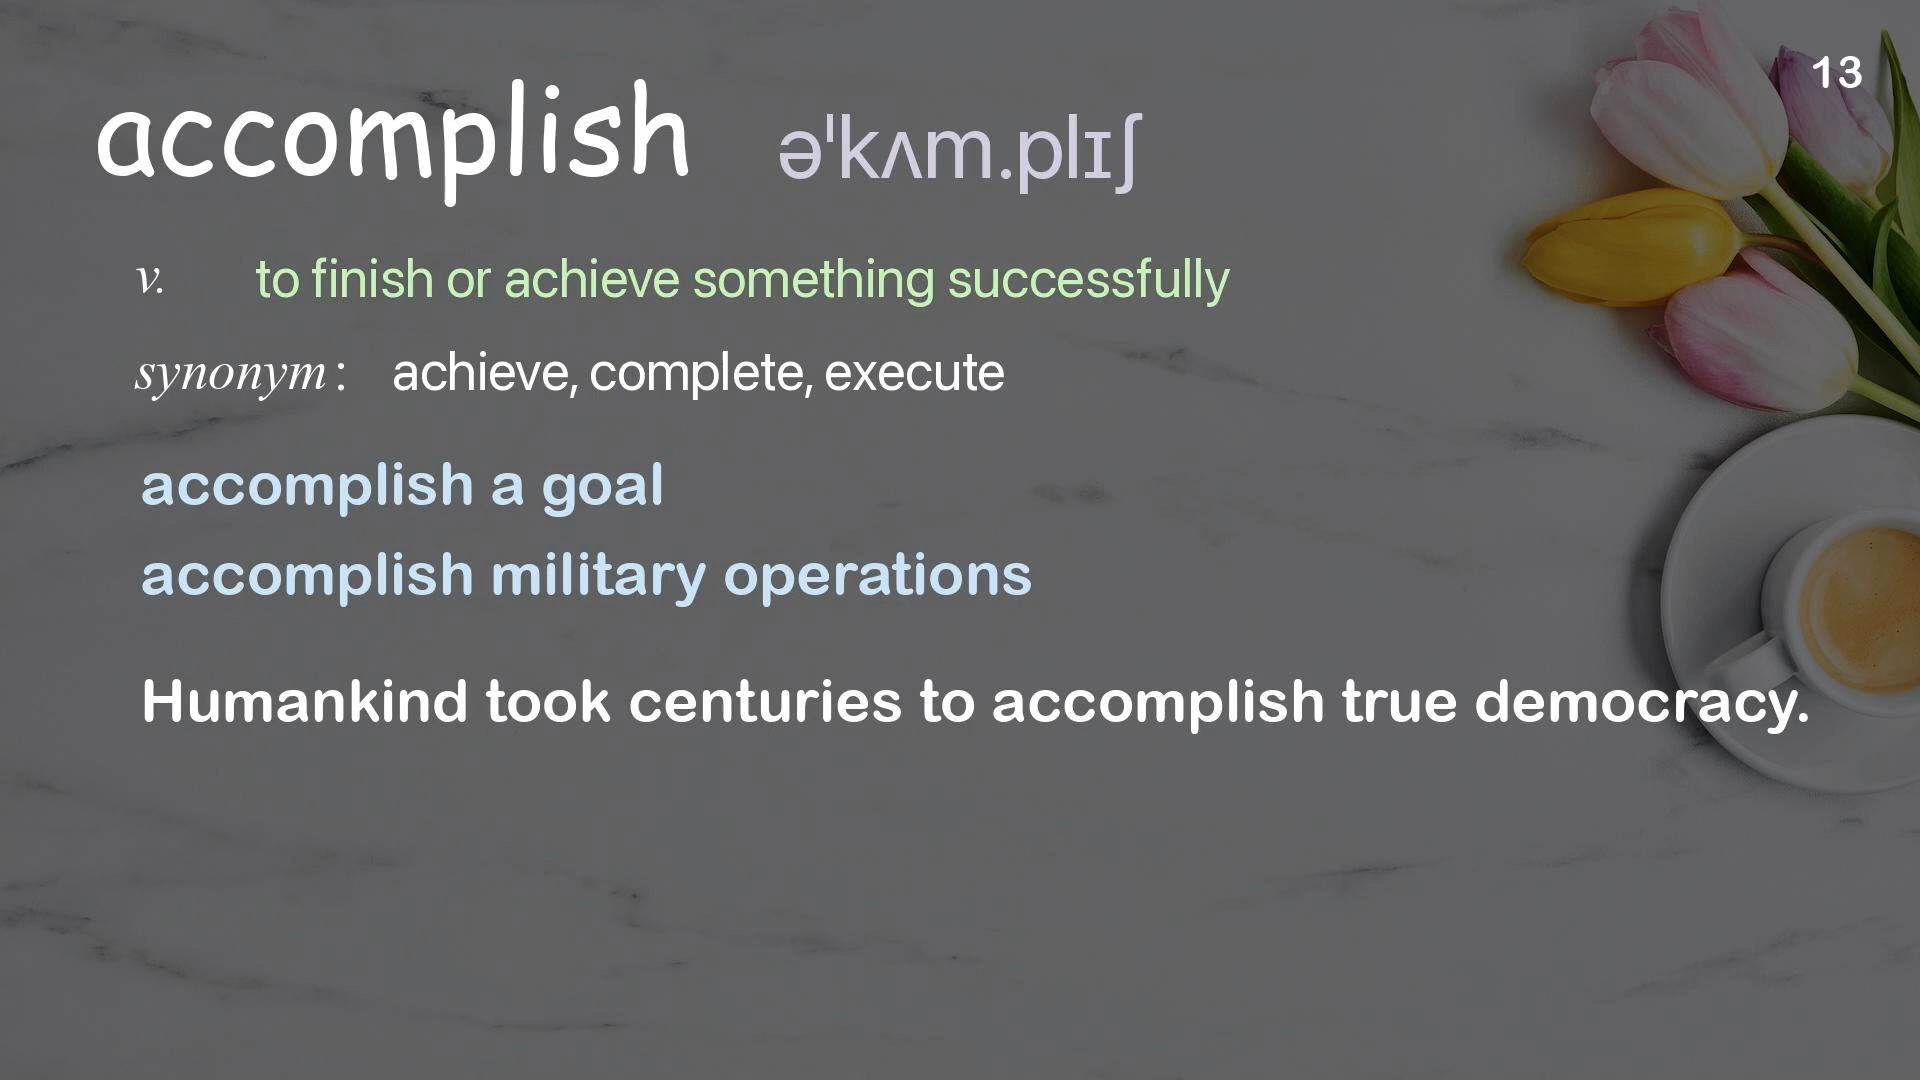 13
accomplish əˈkʌm.plɪʃ
v. to finish or achieve something successfully
synonym : achieve, complete, execute
accomplish a goal
accomplish military operations
Humankind took centuries to accomplish true democracy.